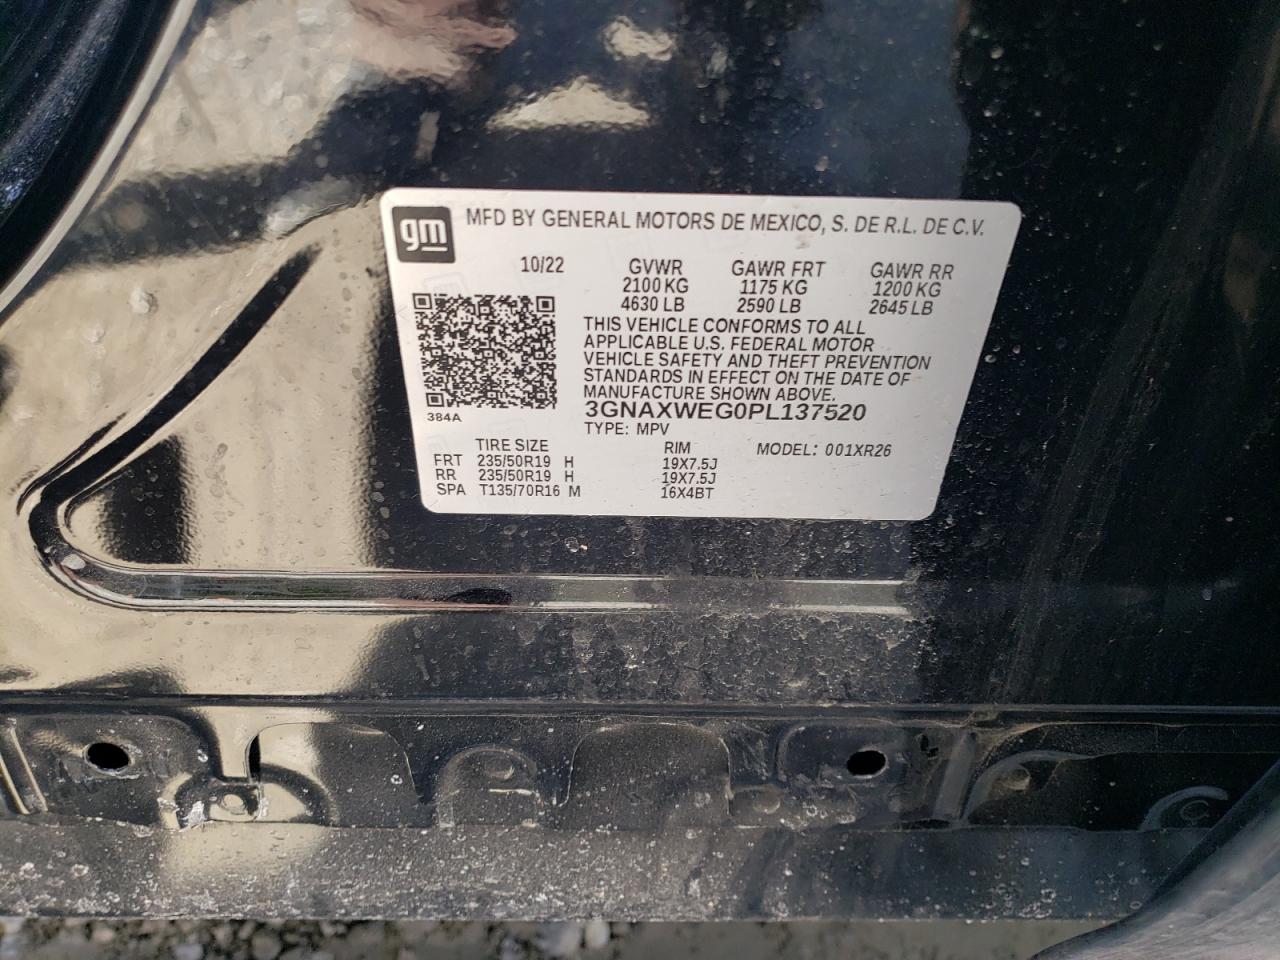 gm
MFD BY GENERAL MOTORS DE MEXICO, S. DE R.L. DE C.V.
10/22 GVWR GAWR FRT GAWR RR
2100 KG 1175 KG 1200 KG
4630 LB 2590 LB 2645 LB
THIS VEHICLE CONFORMS TO ALL
APPLICABLE U.S. FEDERAL MOTOR
VEHICLE SAFETY AND THEFT PREVENTION
STANDARDS IN EFFECT ON THE DATE OF
MANUFACTURE SHOWN ABOVE.
384A
3GNAXWEG0PL137520
TYPE: MPV
TIRE SIZE RIM MODEL: 001XR26
FRT 235/50R19 H 19X7.5J
RR 235/50R19 H 19X7.5J
SPA T135/70R16 M 16X4BT